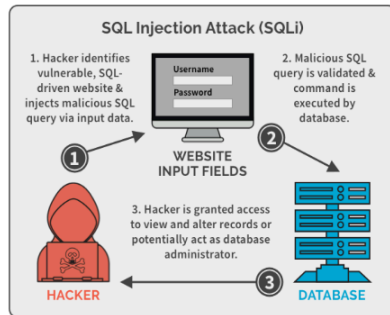 SQL Injection Attack (SQLi)
1. Hacker identifies
vulnerable, SQL-
driven website &
injects malicious SQL
query via input data.
Username
Password
2. Malicious SQL
query is validated &
command is
executed by
database.
1
WEBSITE
INPUT FIELDS
2
3. Hacker is granted access
to view and alter records or
potentially act as database
administrator.
HACKER
3
DATABASE